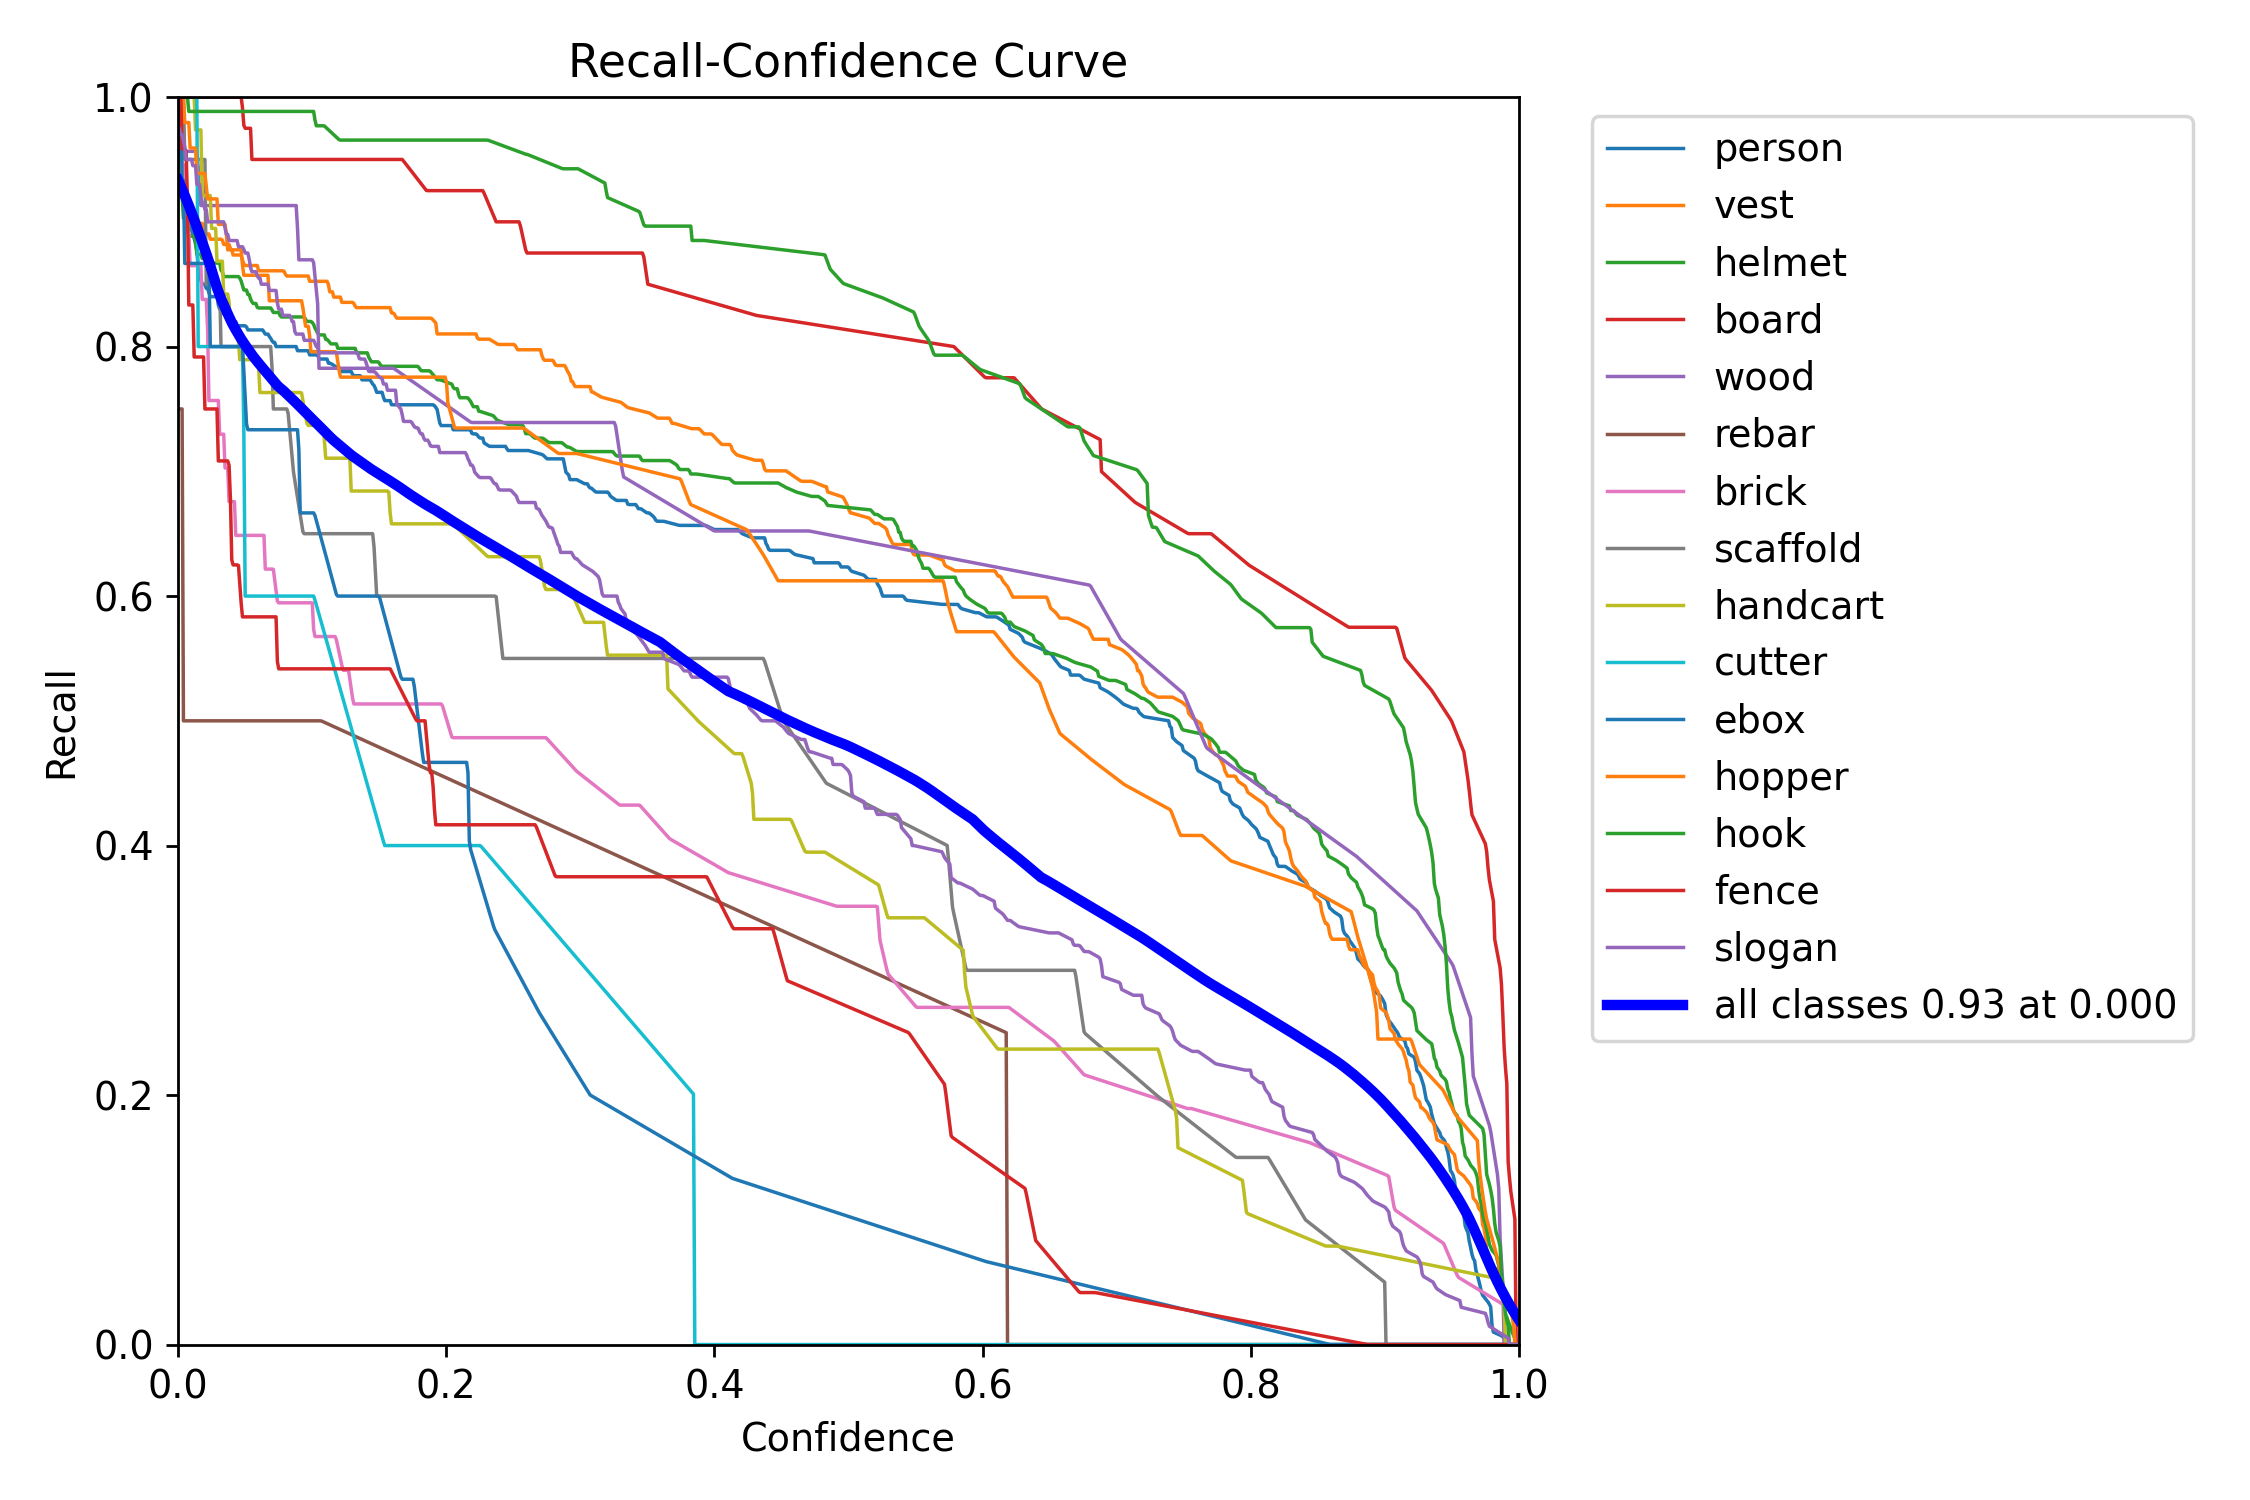 Recall-Confidence Curve
1.0
0.8
0.6
0.4
0.2
0.0
Recall
0.0 0.2 0.4 0.6 0.8 1.0
Confidence
person
vest
helmet
board
wood
rebar
brick
scaffold
handcart
cutter
ebox
hopper
hook
fence
slogan
all classes 0.93 at 0.000